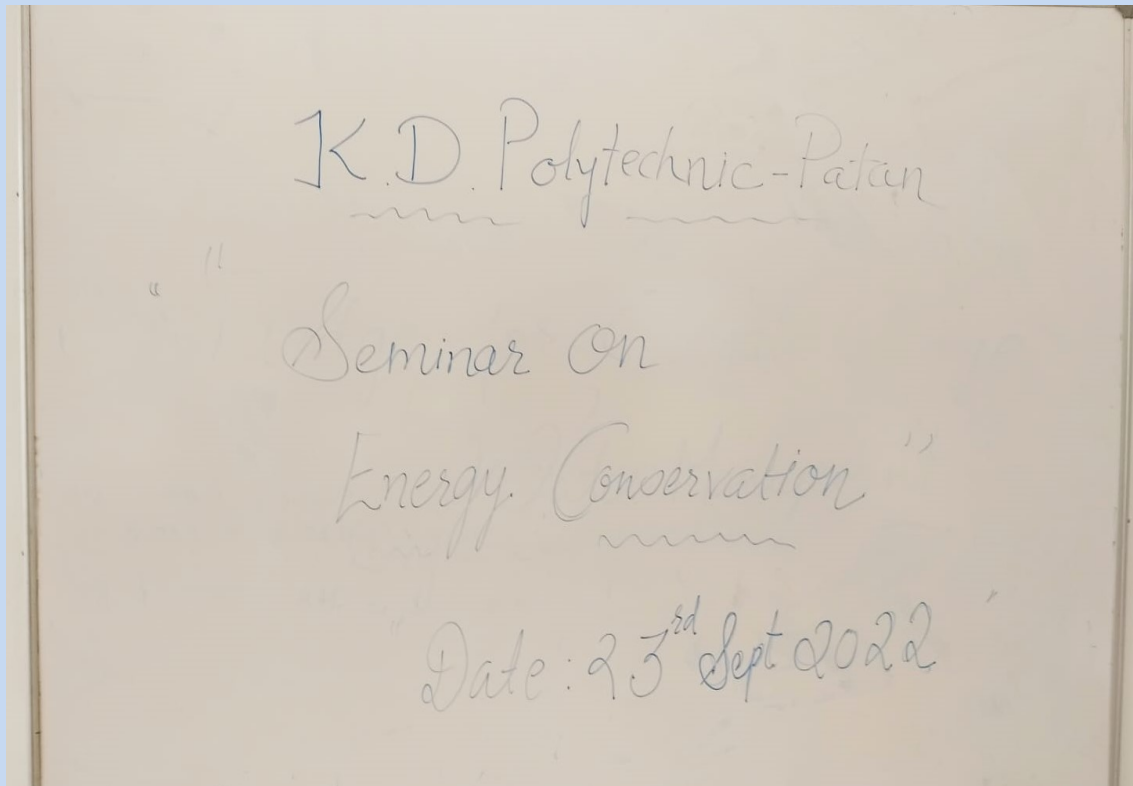 K.D. Polytechnic-Patan
" Seminar On
Energy Conservation "
Date : 23rd Sept 2022